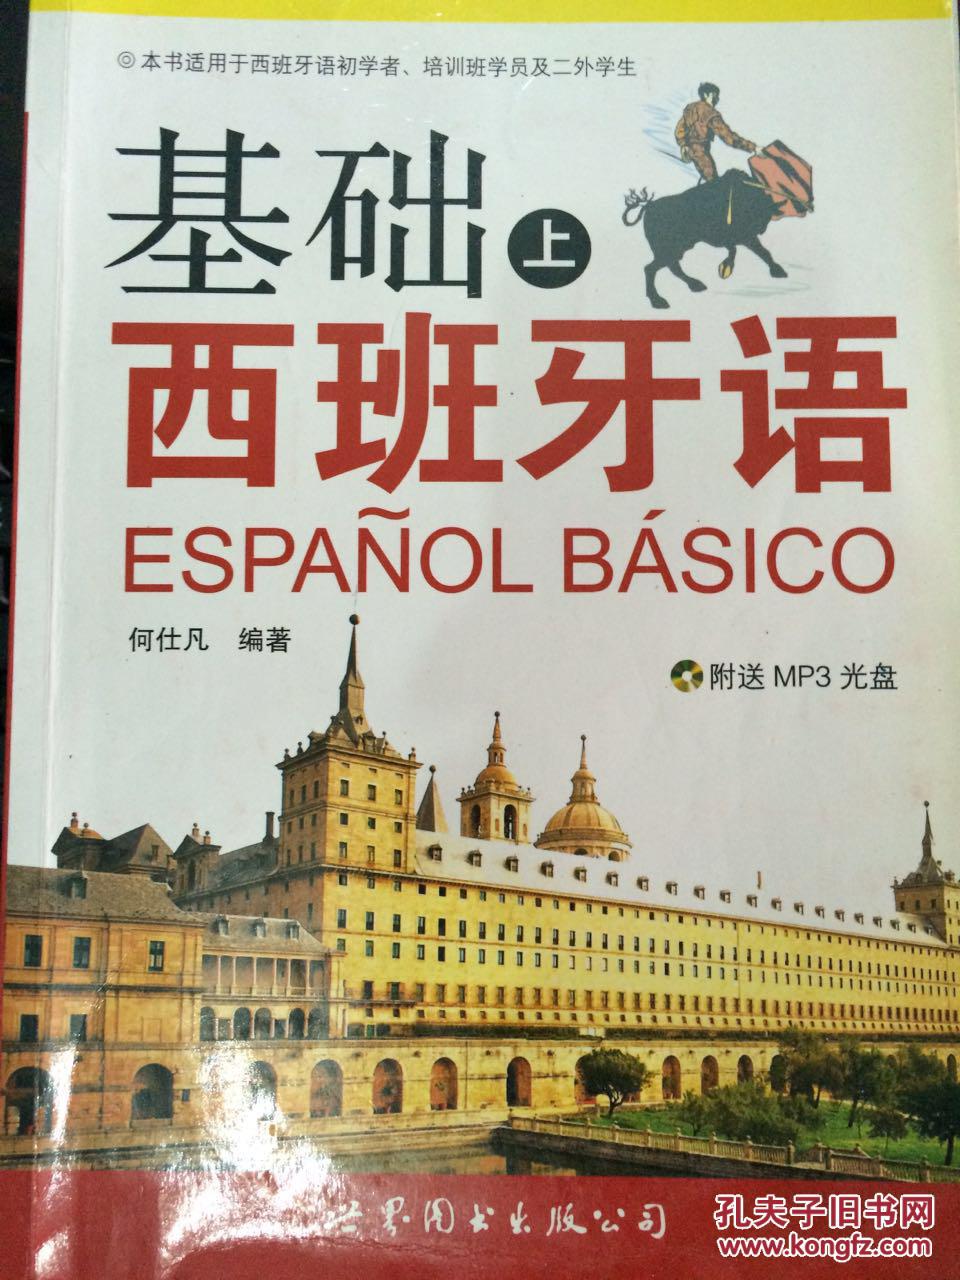 ◎本书适用于西班牙语初学者、培训班学员及二外学生
基础上
西班牙语
ESPAÑOL BÁSICO
何仕凡 编著
附送 MP3 光盘
世界图书出版公司
孔夫子旧书网
www.kongfz.com